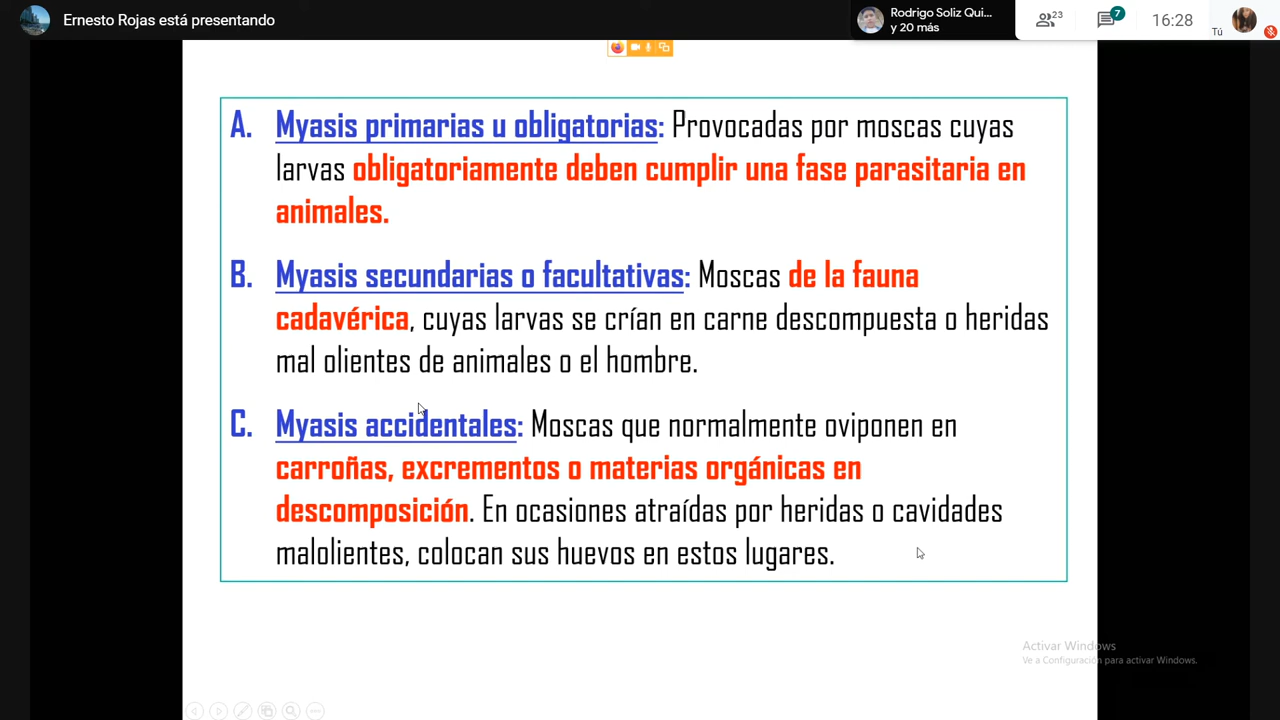 Ernesto Rojas está presentando
Rodrigo Soliz Qui...
y 20 más
23
7
16:28
Tú
A. Myasis primarias u obligatorias: Provocadas por moscas cuyas
larvas obligatoriamente deben cumplir una fase parasitaria en
animales.
B. Myasis secundarias o facultativas: Moscas de la fauna
cadavérica, cuyas larvas se crían en carne descompuesta o heridas
mal olientes de animales o el hombre.
C. Myasis accidentales: Moscas que normalmente oviponen en
carroñas, excrementos o materias orgánicas en
descomposición. En ocasiones atraídas por heridas o cavidades
malolientes, colocan sus huevos en estos lugares.
Activar Windows
Ve a Configuración para activar Windows.